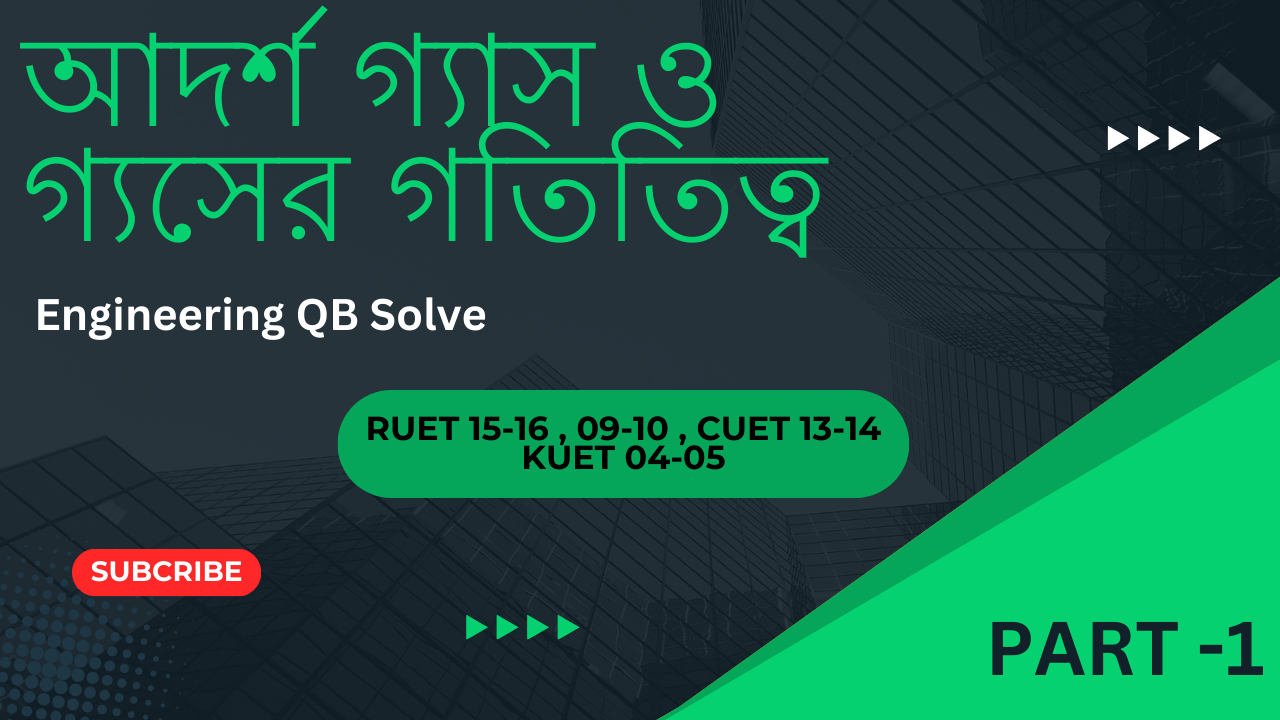 আদর্শ গ্যাস ও
গ্যসের গতিতিত্ব
Engineering QB Solve
RUET 15-16 , 09-10 , CUET 13-14
KUET 04-05
SUBCRIBE
PART -1